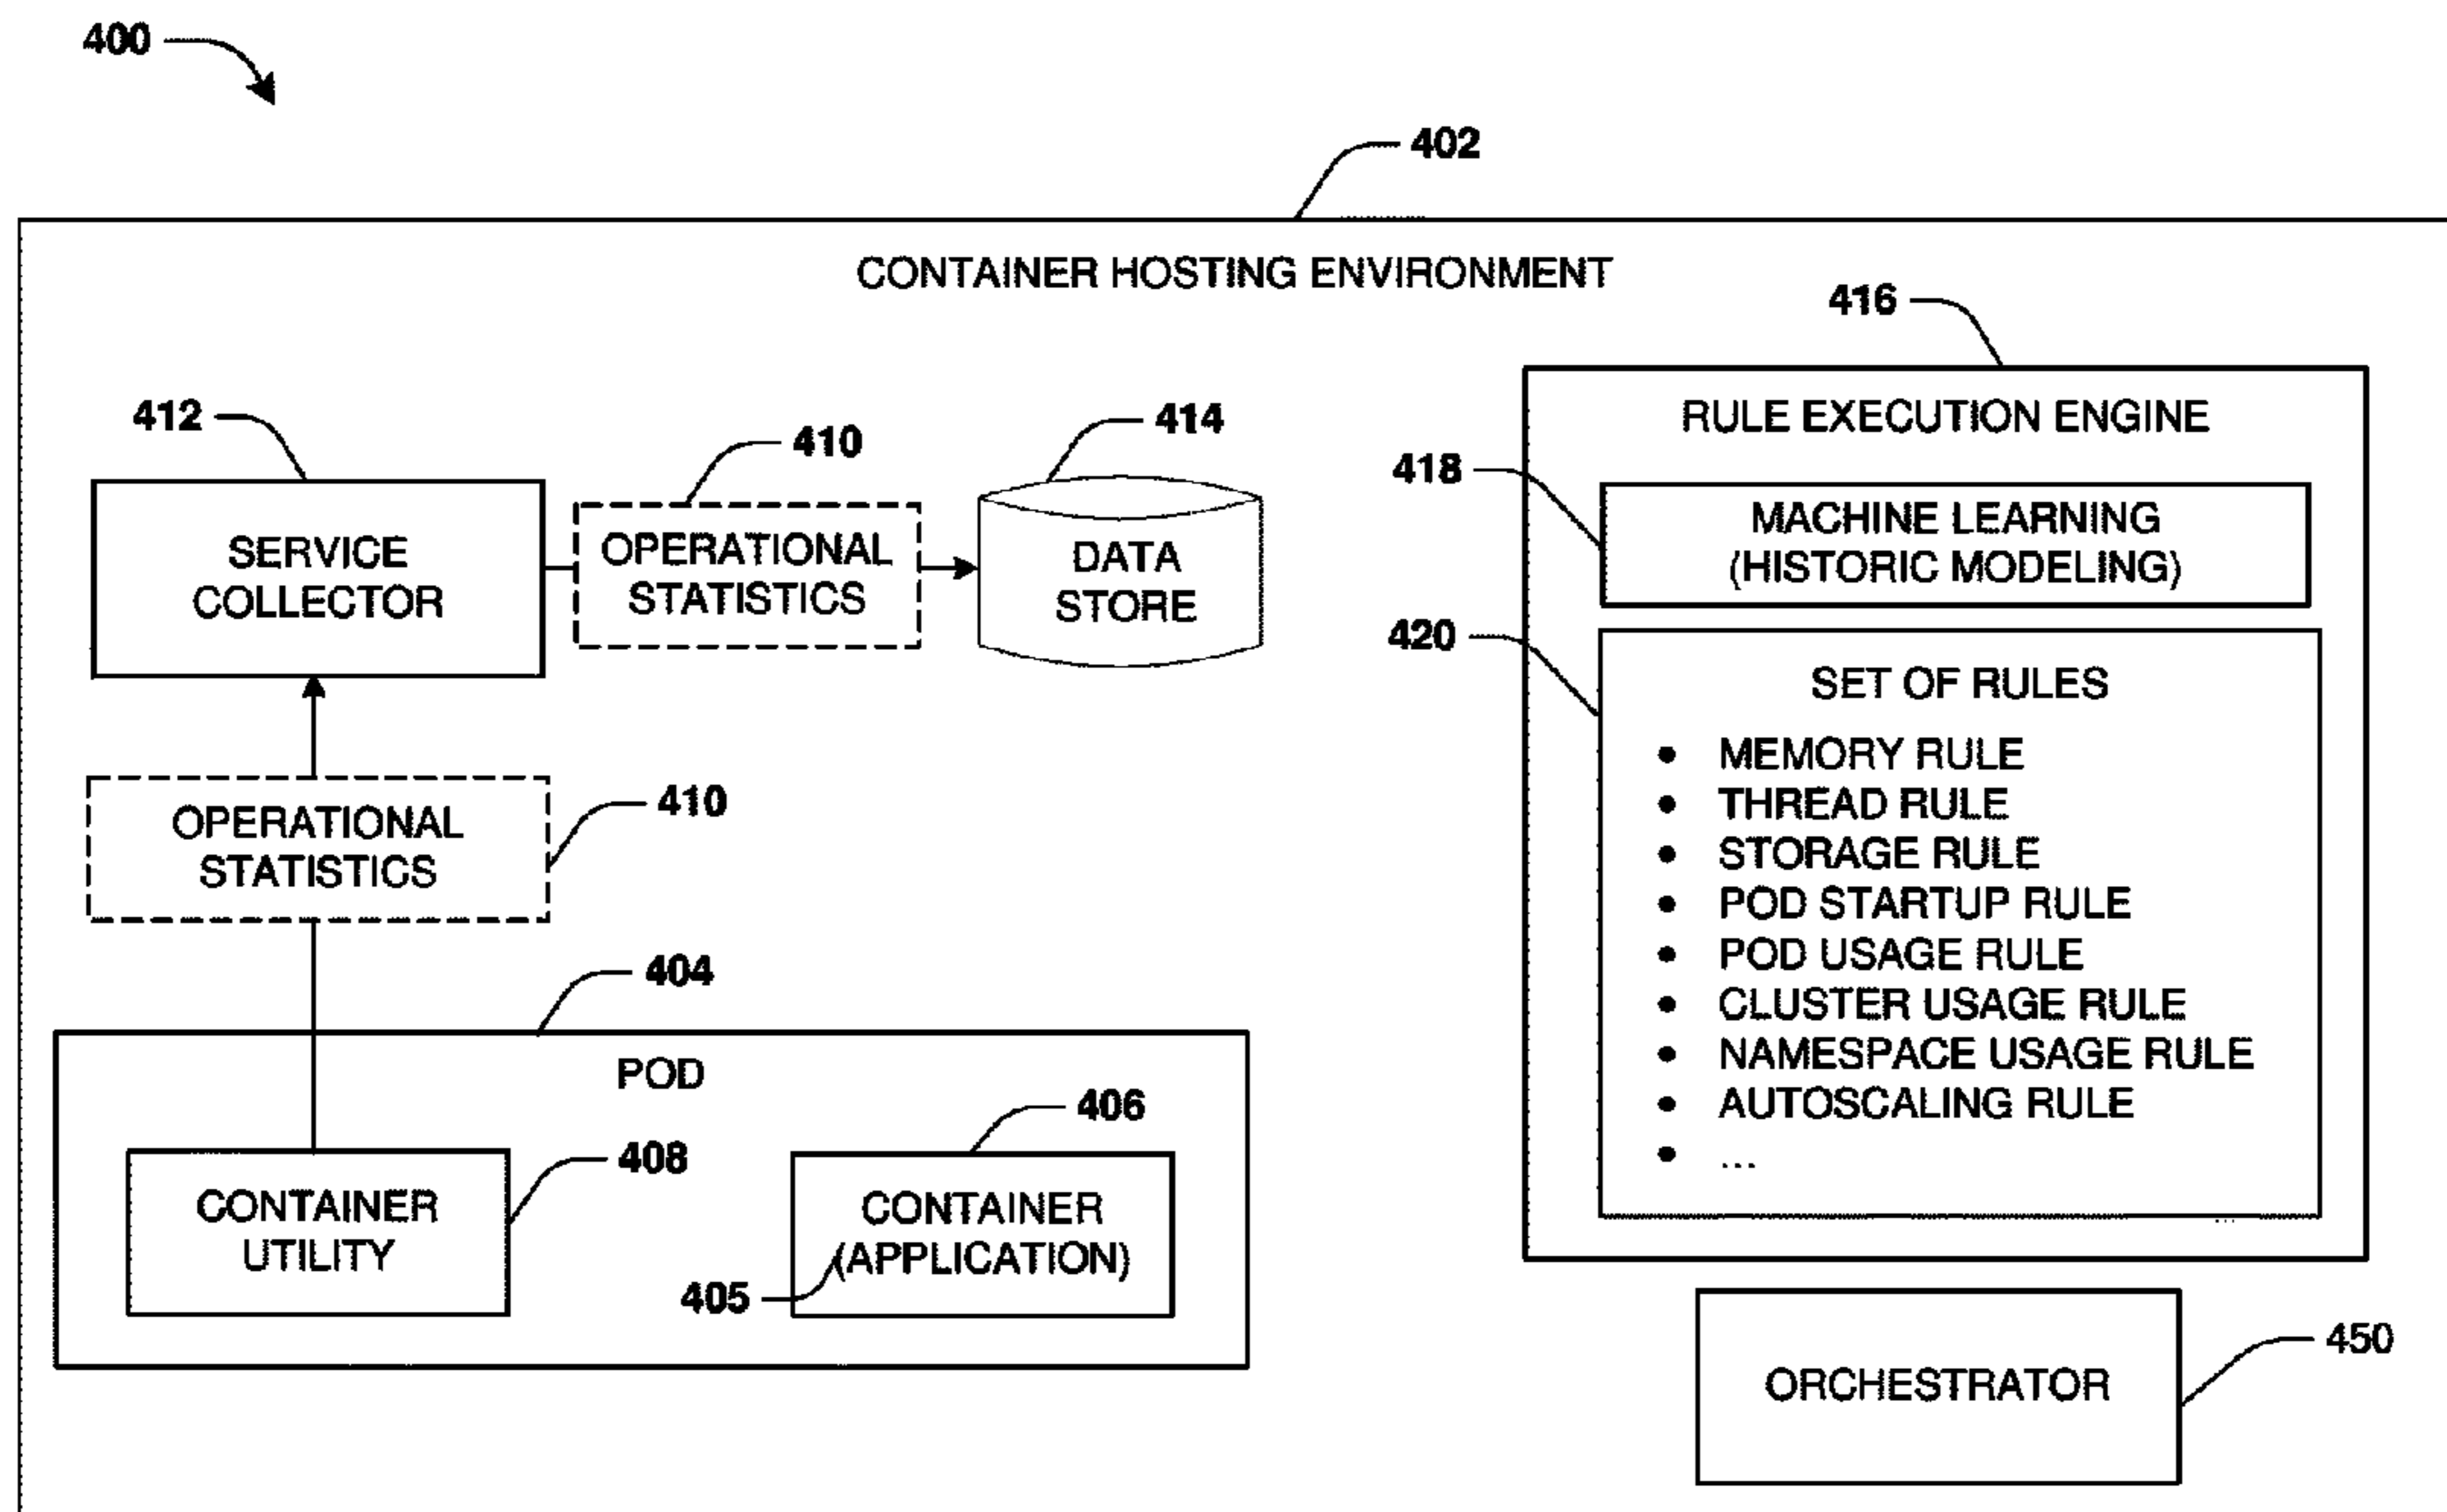 400
402
CONTAINER HOSTING ENVIRONMENT
416
412
410
414
RULE EXECUTION ENGINE
418
SERVICE
COLLECTOR
OPERATIONAL
STATISTICS
DATA
STORE
MACHINE LEARNING
(HISTORIC MODELING)
420
SET OF RULES
• MEMORY RULE
• THREAD RULE
• STORAGE RULE
• POD STARTUP RULE
• POD USAGE RULE
• CLUSTER USAGE RULE
• NAMESPACE USAGE RULE
• AUTOSCALING RULE
• ...
OPERATIONAL
STATISTICS
410
404
POD
406
408
CONTAINER
UTILITY
CONTAINER
(APPLICATION)
405
450
ORCHESTRATOR